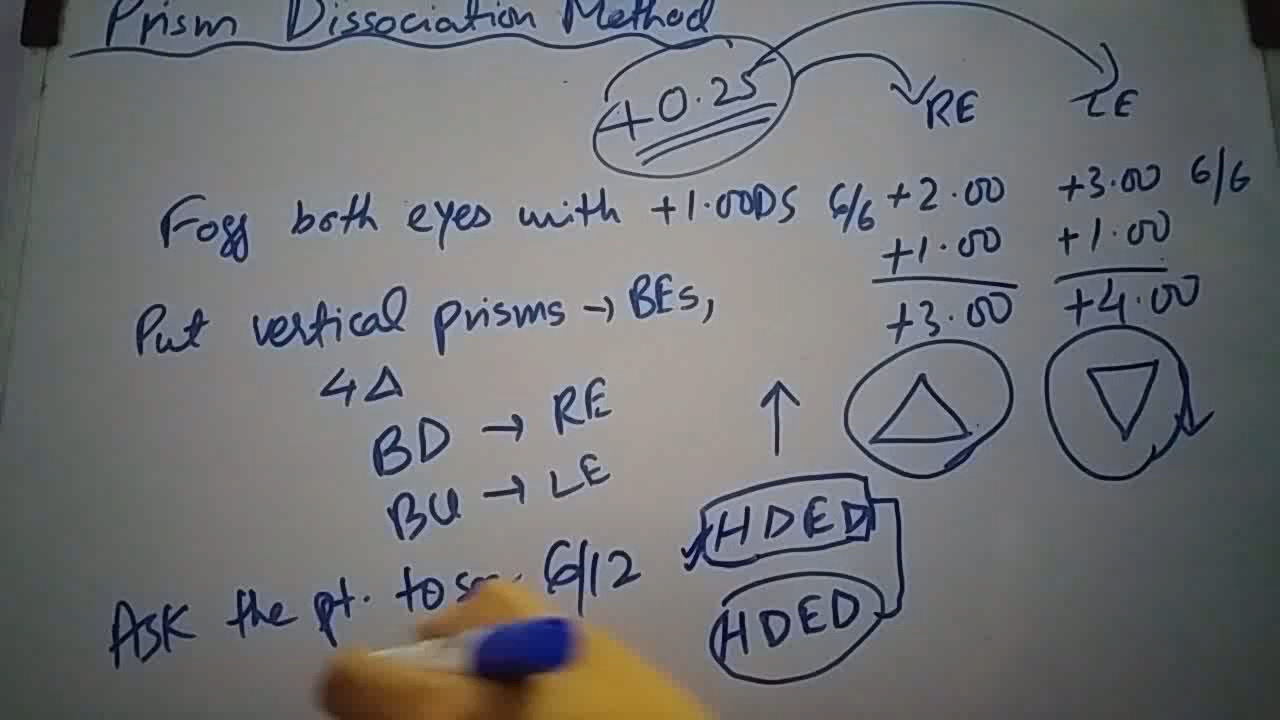 Prism Dissociation Method
+0.25
RE LE
Fogg both eyes with +1.00DS 6/6 +2.00 +3.00 6/6
+1.00 +1.00
+3.00 +4.00
Put vertical prisms → BEs,
4Δ
BD → RE
BU → LE
HDED
Ask the pt. to 6/12
HDED